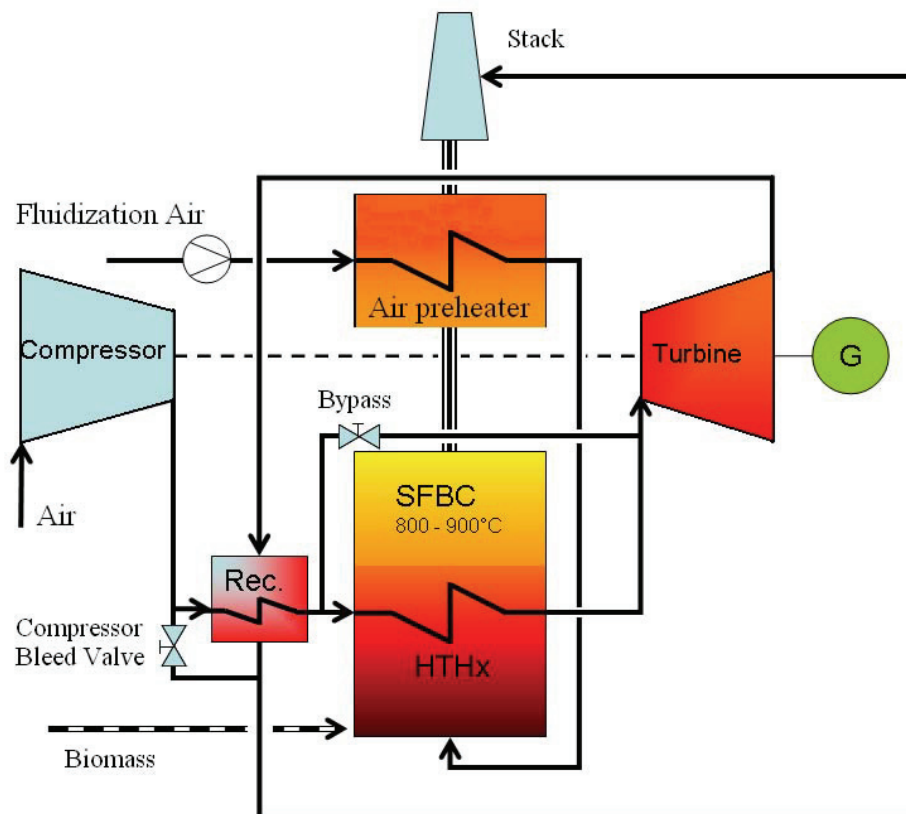 Stack
Fluidization Air
Air preheater
Compressor
Turbine
G
Bypass
SFBC
800 - 900°C
Air
Rec.
Compressor
Bleed Valve
HTHx
Biomass